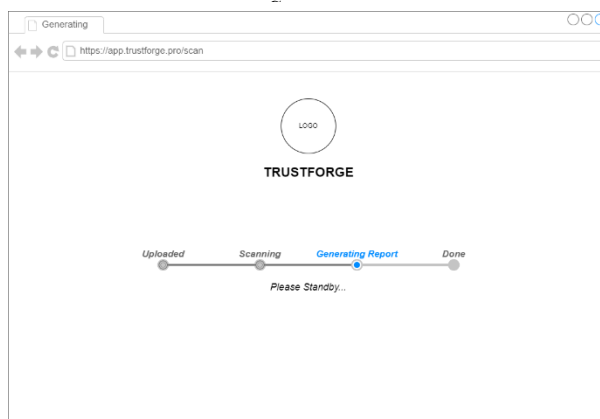 Generating
https://app.trustforge.pro/scan
LOGO
TRUSTFORGE
Uploaded Scanning Generating Report Done
Please Standby...